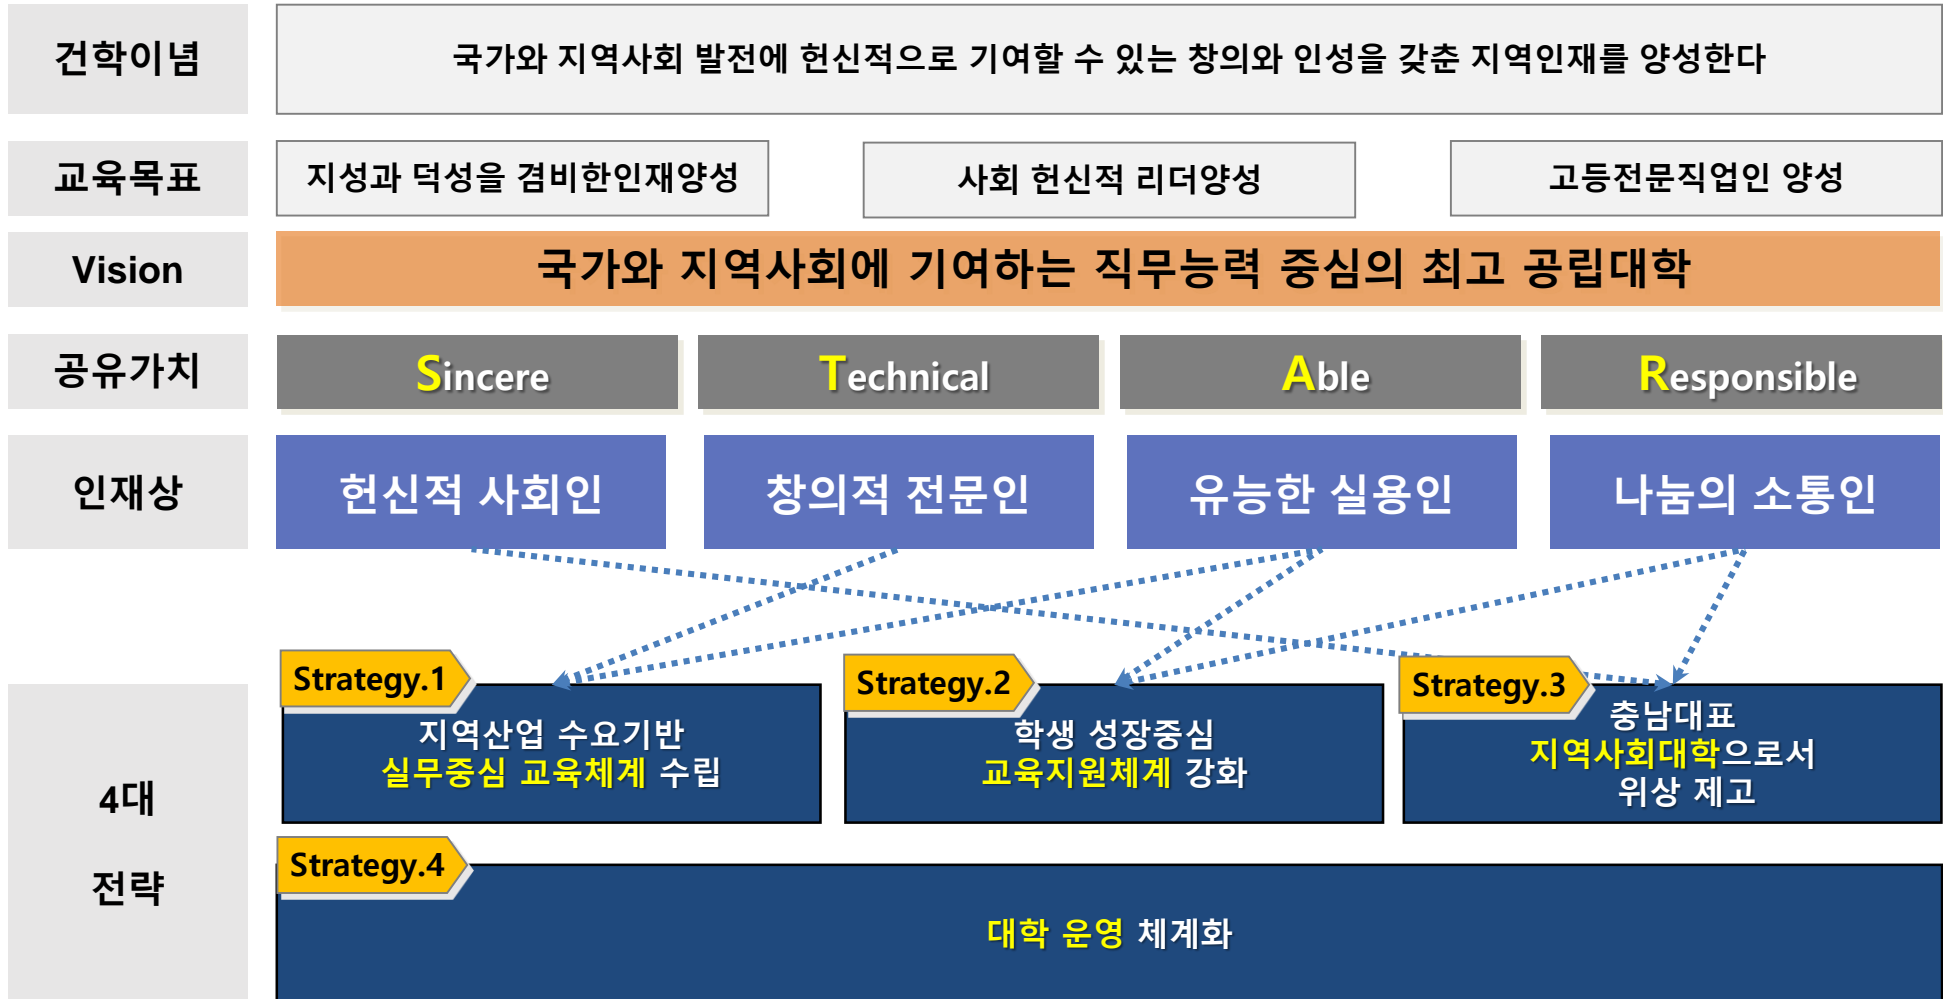 건학이념
국가와 지역사회 발전에 헌신적으로 기여할 수 있는 창의와 인성을 갖춘 지역인재를 양성한다
교육목표
지성과 덕성을 겸비한인재양성
사회 헌신적 리더양성
고등전문직업인 양성
Vision
국가와 지역사회에 기여하는 직무능력 중심의 최고 공립대학
공유가치
Sincere
Technical
Able
Responsible
인재상
헌신적 사회인
창의적 전문인
유능한 실용인
나눔의 소통인
4대
전략
Strategy.1
지역산업 수요기반
실무중심 교육체계 수립
Strategy.2
학생 성장중심
교육지원체계 강화
Strategy.3
충남대표
지역사회대학으로서
위상 제고
Strategy.4
대학 운영 체계화